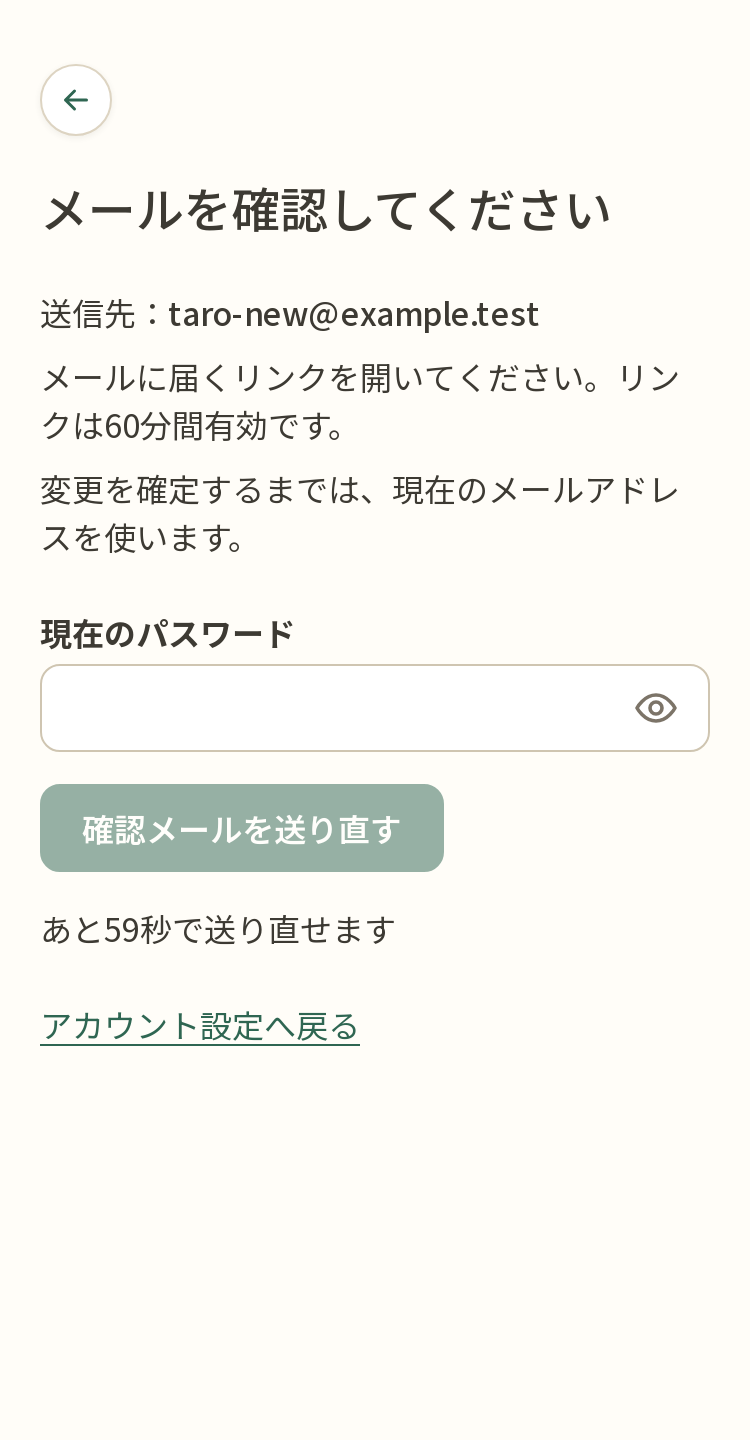 メールを確認してください
送信先：taro-new@example.test
メールに届くリンクを開いてください。リン
クは60分間有効です。
変更を確定するまでは、現在のメールアドレ
スを使います。
現在のパスワード
確認メールを送り直す
あと59秒で送り直せます
アカウント設定へ戻る